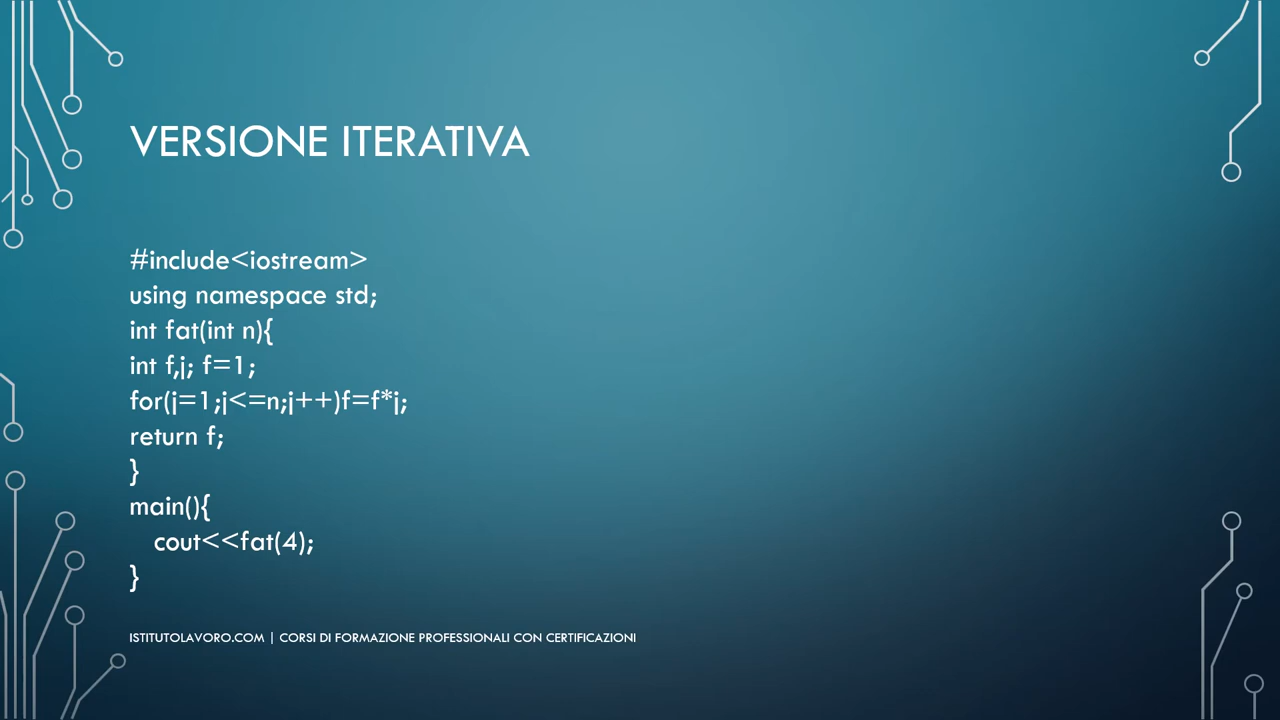 VERSIONE ITERATIVA
#include<iostream>
using namespace std;
int fat(int n){
int f,j; f=1;
for(j=1;j<=n;j++)f=f*j;
return f;
}
main(){
cout<<fat(4);
}
ISTITUTOLAVORO.COM | CORSI DI FORMAZIONE PROFESSIONALI CON CERTIFICAZIONI